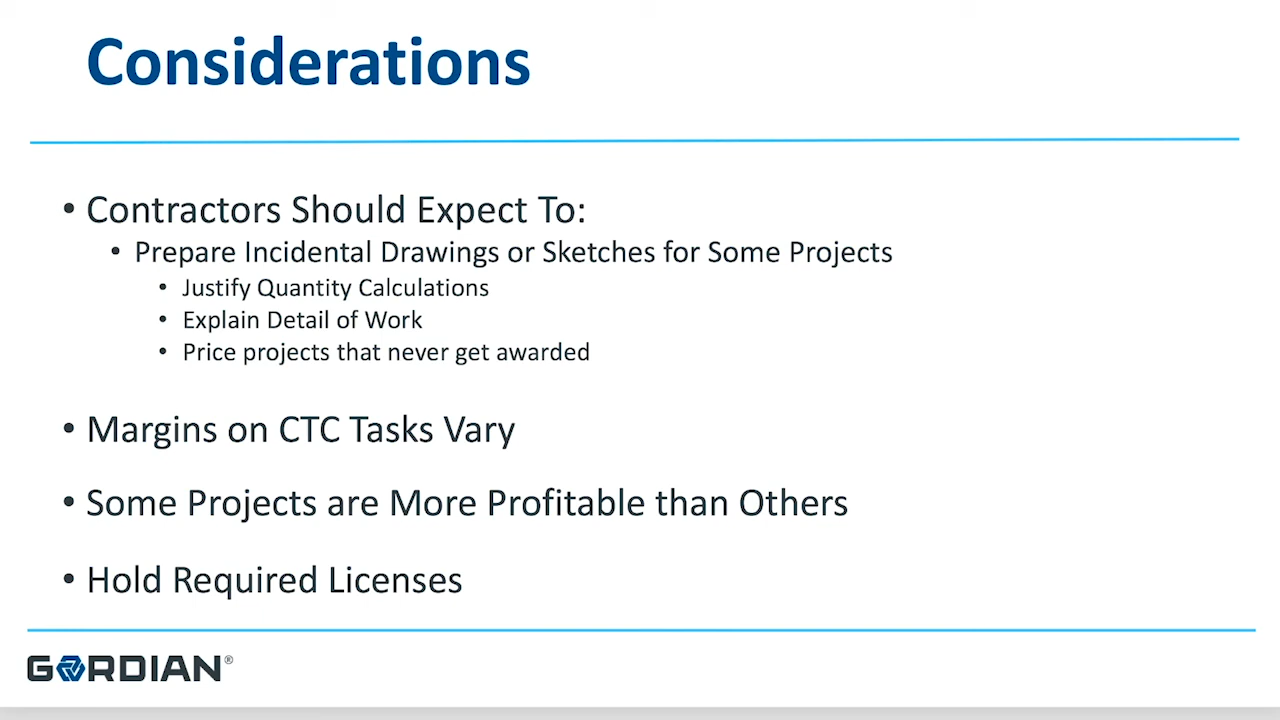 Considerations
• Contractors Should Expect To:
• Prepare Incidental Drawings or Sketches for Some Projects
• Justify Quantity Calculations
• Explain Detail of Work
• Price projects that never get awarded
• Margins on CTC Tasks Vary
• Some Projects are More Profitable than Others
• Hold Required Licenses
GORDIAN®